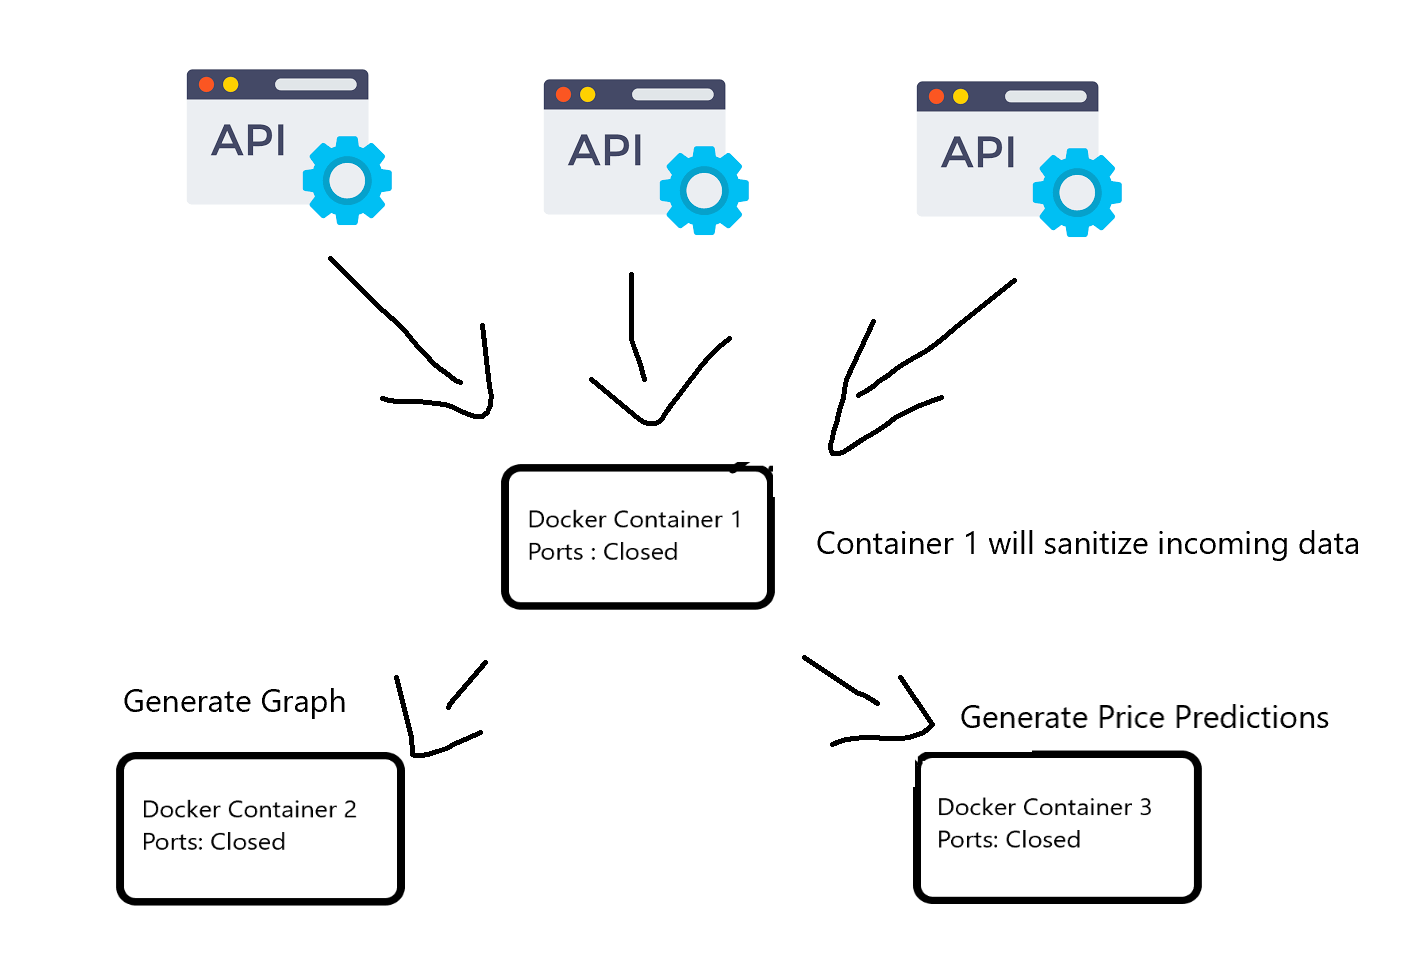 API
API
API
Docker Container 1
Ports : Closed
Container 1 will sanitize incoming data
Generate Graph
Generate Price Predictions
Docker Container 2
Ports: Closed
Docker Container 3
Ports: Closed